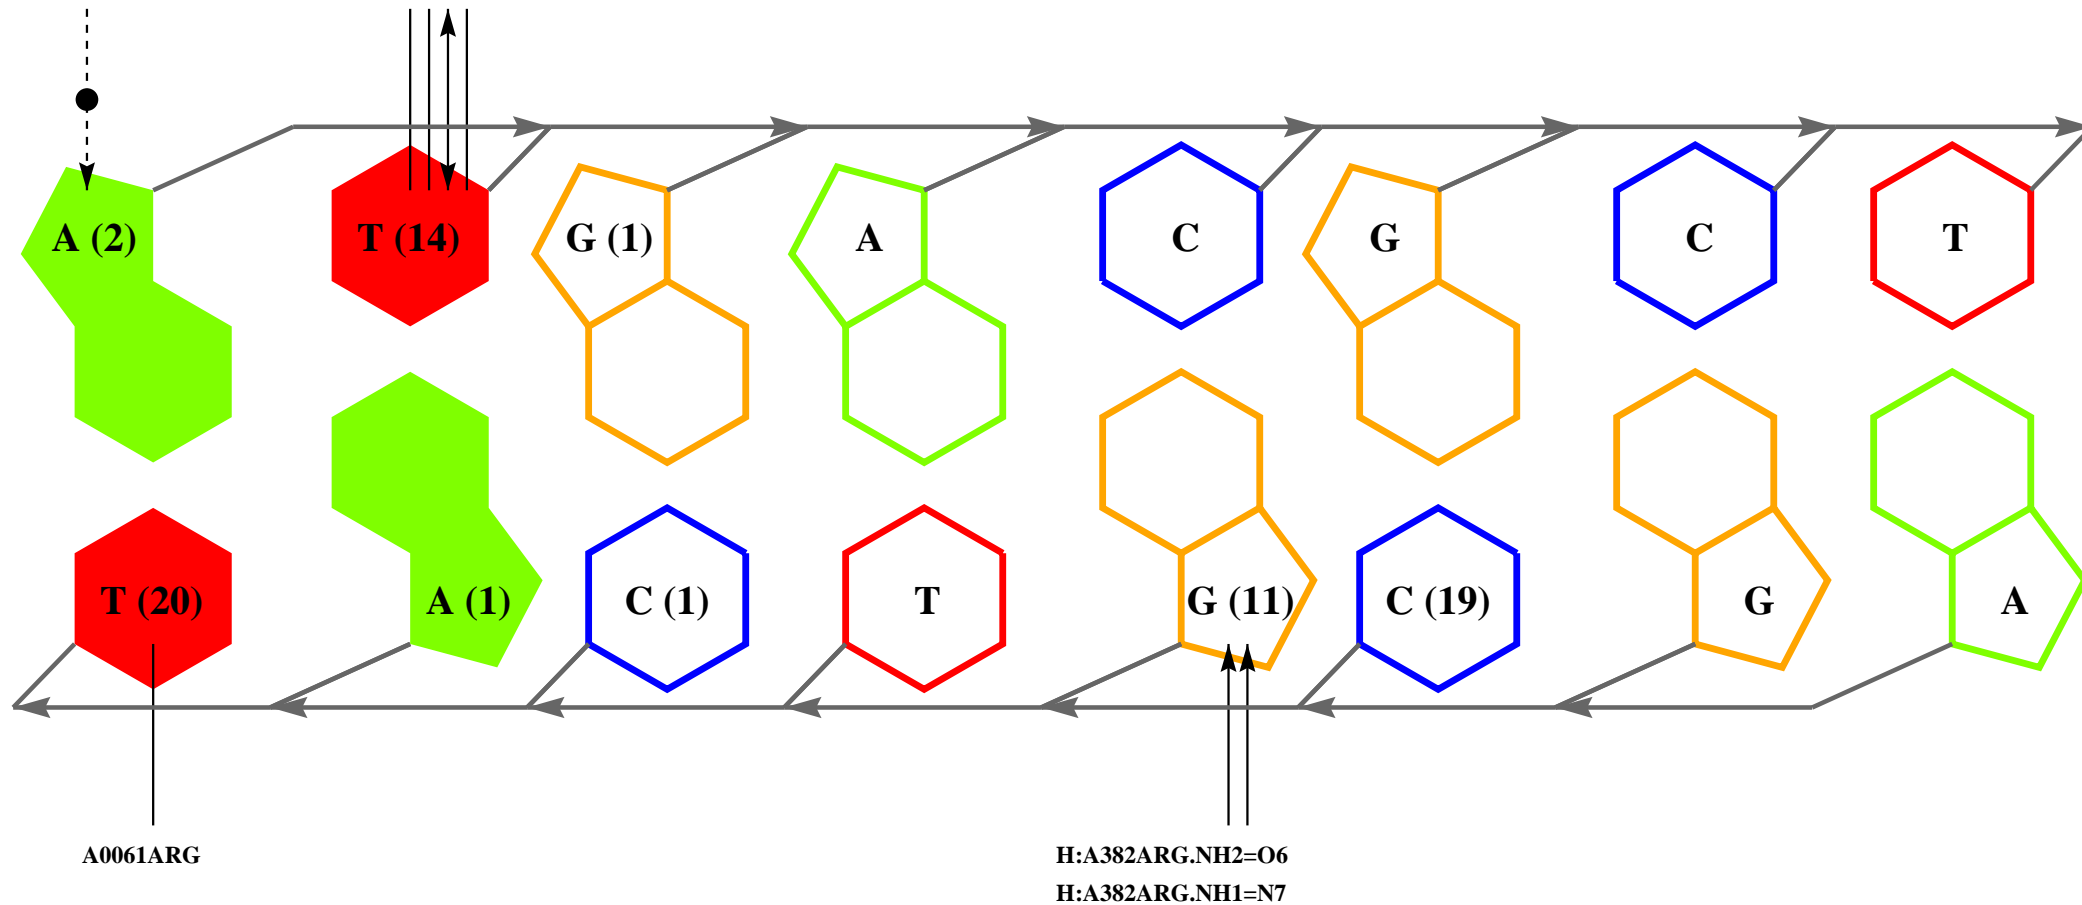 A (2) T (14) G (1) A C G C T
T (20) A (1) C (1) T G (11) C (19) G A
A0061ARG H:A382ARG.NH2=O6
H:A382ARG.NH1=N7